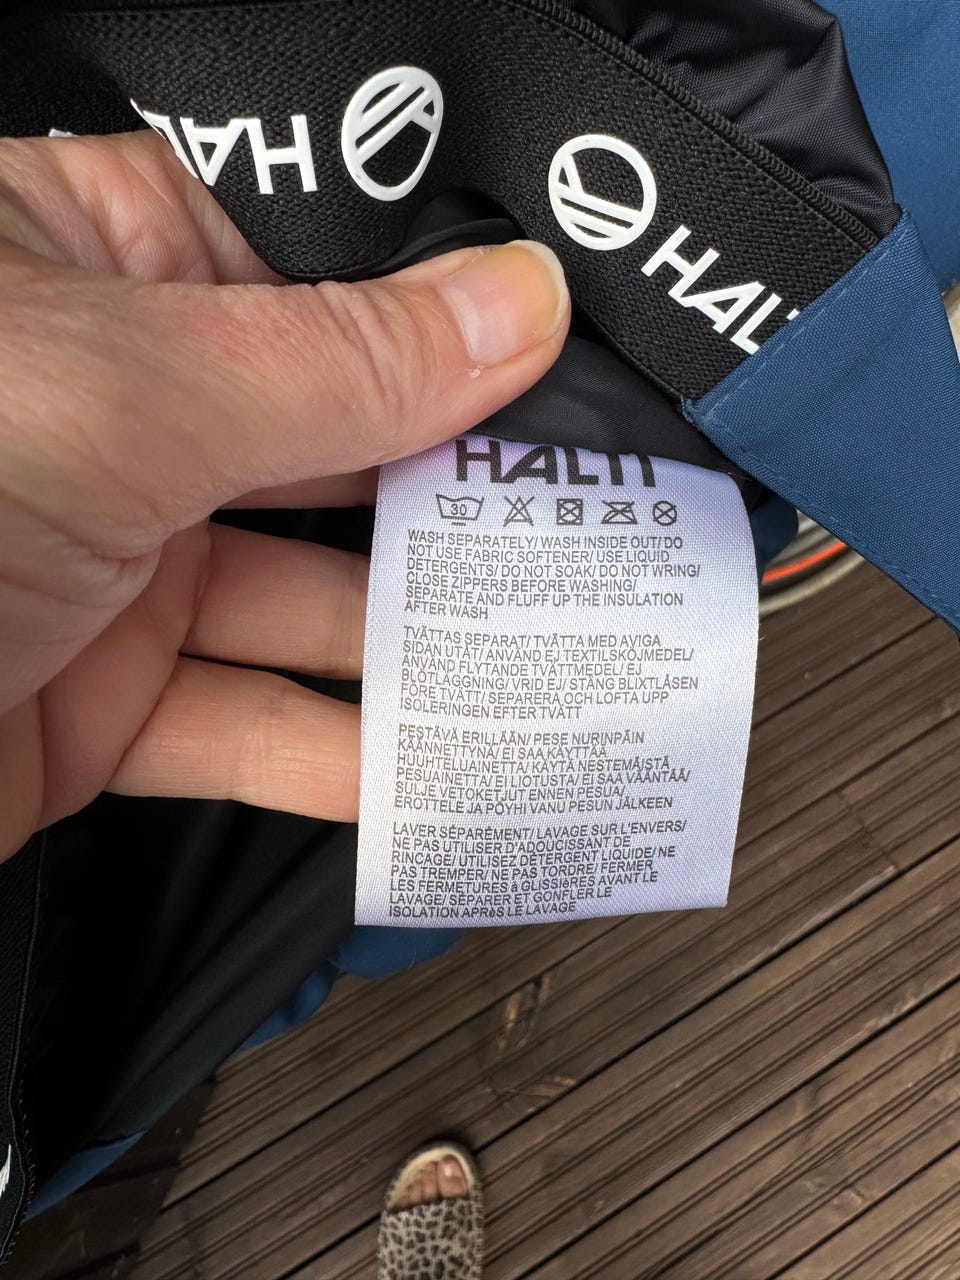 HALTI
HALTI
HALTI
30
WASH SEPARATELY/ WASH INSIDE OUT/ DO
NOT USE FABRIC SOFTENER/ USE LIQUID
DETERGENTS/ DO NOT SOAK/ DO NOT WRING/
CLOSE ZIPPERS BEFORE WASHING/
SEPARATE AND FLUFF UP THE INSULATION
AFTER WASH
TVÄTTAS SEPARAT/ TVÄTTA MED AVIGA
SIDAN UTÅT/ ANVÄND EJ TEXTILSKÖJMEDEL/
ANVÄND FLYTANDE TVÄTTMEDEL/ EJ
BLÖTLÄGGNING/ VRID EJ/ STÄNG BLIXTLÅSEN
FÖRE TVÄTT/ SEPARERA OCH LOFTA UPP
ISOLERINGEN EFTER TVÄTT
PESTÄVÄ ERILLÄÄN/ PESE NURINPÄIN
KÄÄNNETTYNÄ/ EI SAA KÄYTTÄÄ
HUUHTELUAINETTA/ KÄYTÄ NESTEMÄISTÄ
PESUAINETTA/ EI LIOTUSTA/ EI SAA VÄÄNTÄÄ/
SULJE VETOKETJUT ENNEN PESUA/
EROTTELE JA PÖYHI VANU PESUN JÄLKEEN
LAVER SÉPARÉMENT/ LAVAGE SUR L'ENVERS/
NE PAS UTILISER D'ADOUCISSANT DE
RINCAGE/ UTILISEZ DÉTERGENT LIQUIDE/ NE
PAS TREMPER/ NE PAS TORDRE/ FERMER
LES FERMETURES à GLISSIèRES AVANT LE
LAVAGE/ SÉPARER ET GONFLER LE
ISOLATION APRèS LE LAVAGE